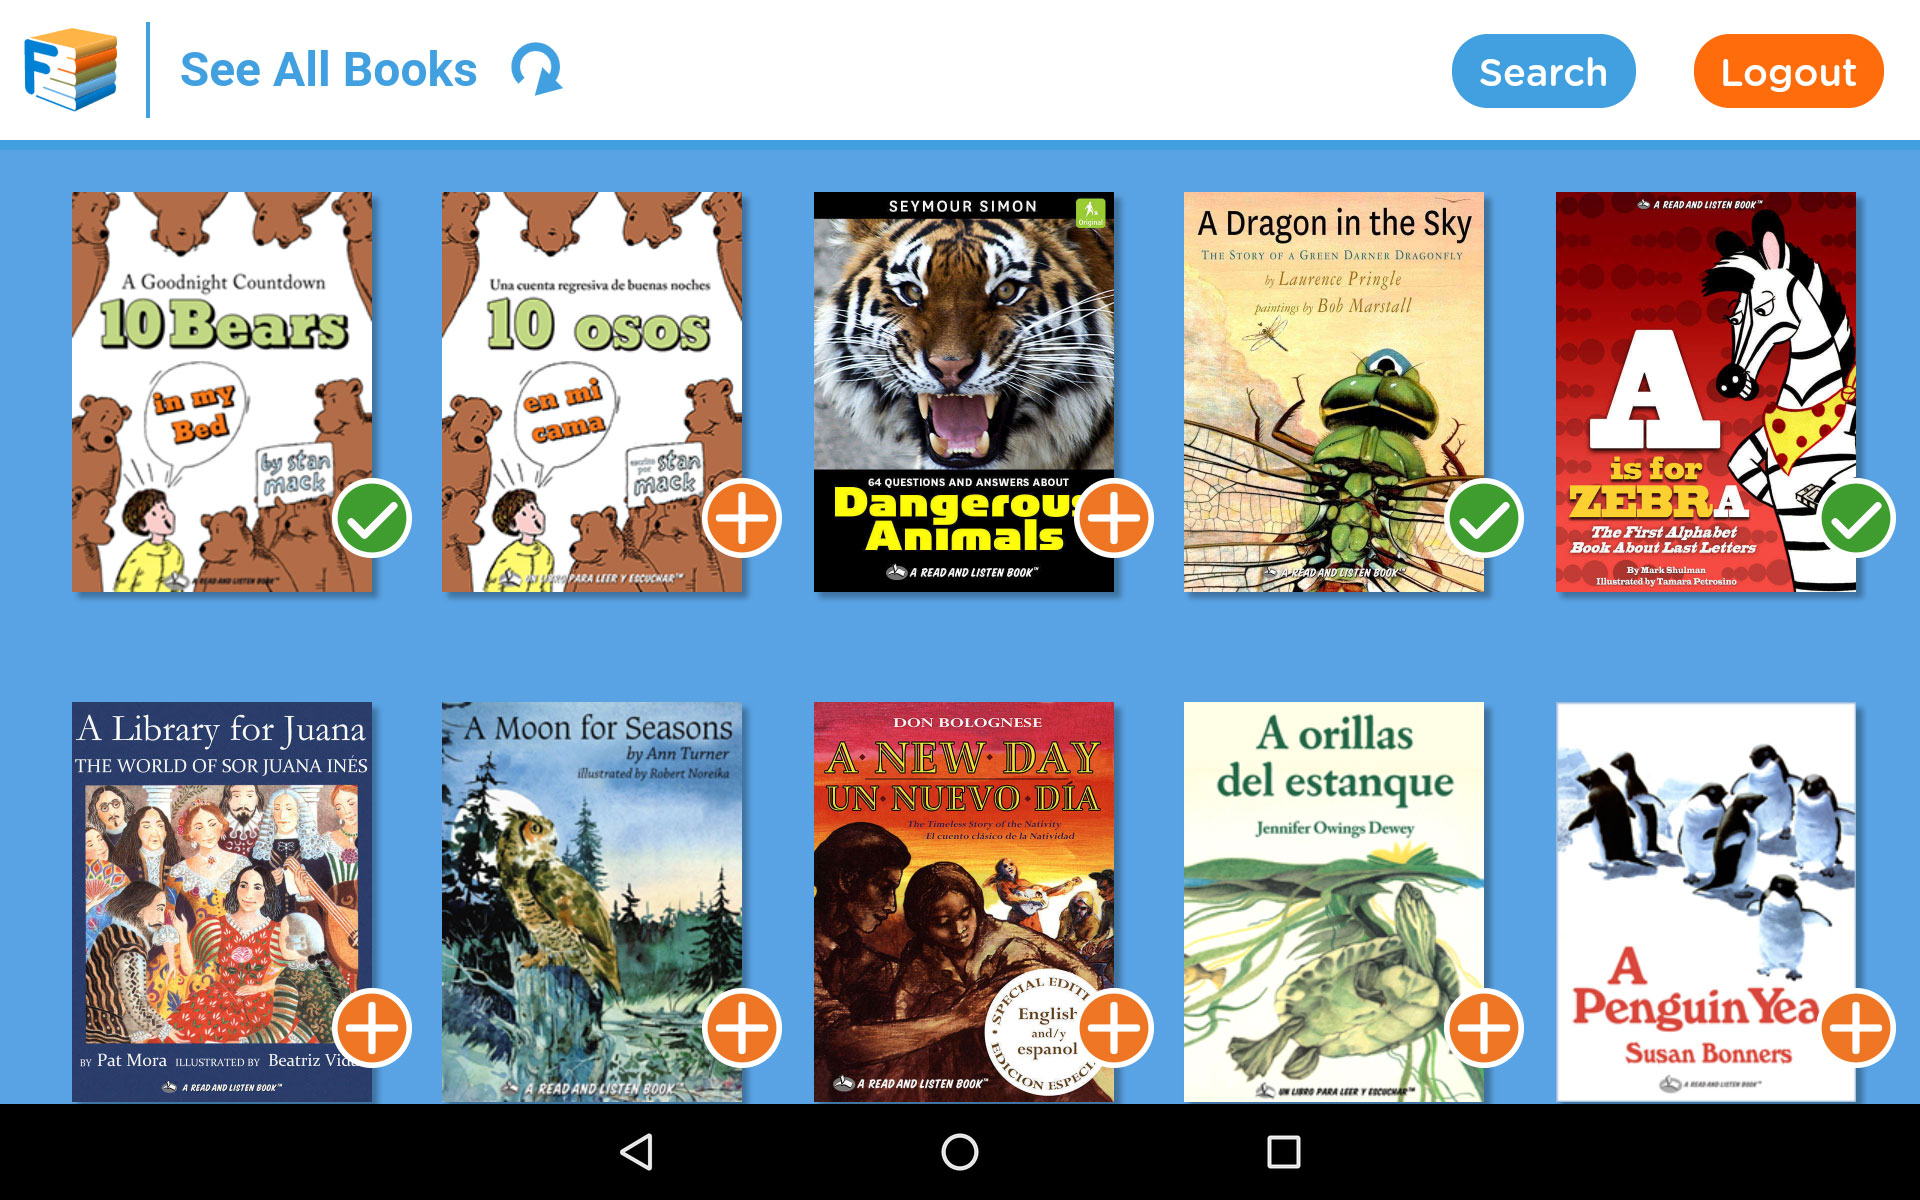 F
See All Books
Search
Logout
A Goodnight Countdown
10 Bears
in my
Bed
by stan
mack
A READ AND LISTEN BOOK™
Una cuenta regresiva de buenas noches
10 osos
en mi
cama
escrito
por stan
mack
UN LIBRO PARA LEER Y ESCUCHAR™
SEYMOUR SIMON
Original
64 QUESTIONS AND ANSWERS ABOUT
Dangerous
Animals
A READ AND LISTEN BOOK™
A Dragon in the Sky
THE STORY OF A GREEN DARNER DRAGONFLY
by Laurence Pringle
paintings by Bob Marstall
A READ AND LISTEN BOOK™
A READ AND LISTEN BOOK™
A
is for
ZEBRA
The First Alphabet
Book About Last Letters
By Mark Shulman
Illustrated by Tamara Petrosino
A Library for Juana
THE WORLD OF SOR JUANA INÉS
BY Pat Mora ILLUSTRATED BY Beatriz Vid
A READ AND LISTEN BOOK™
A Moon for Seasons
by Ann Turner
illustrated by Robert Noreika
A READ AND LISTEN BOOK™
DON BOLOGNESE
A·NEW·DAY
UN·NUEVO·DÍA
The Timeless Story of the Nativity
El cuento clásico de la Natividad
SPECIAL EDITI
English
and/y
espanol
EDICION ESPECI
A READ AND LISTEN BOOK™
A orillas
del estanque
Jennifer Owings Dewey
UN LIBRO PARA LEER Y ESCUCHAR™
A
Penguin Yea
Susan Bonners
A READ AND LISTEN BOOK™